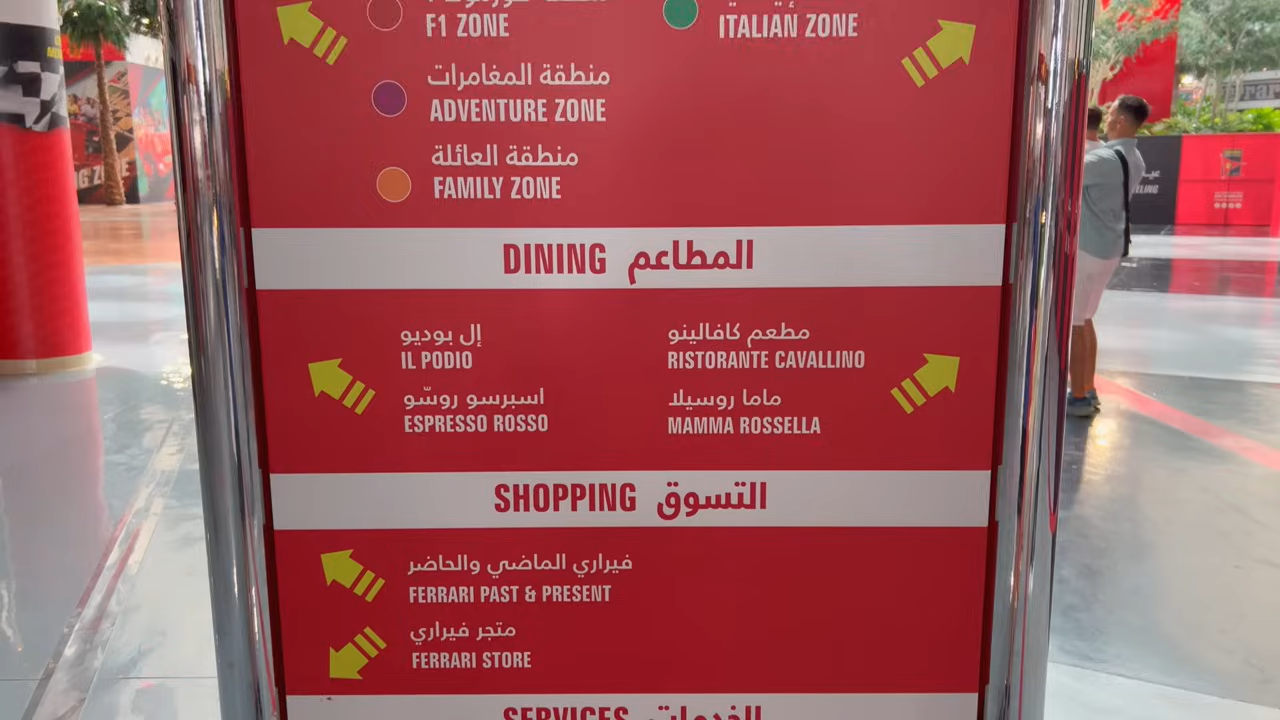 F1 ZONE
ITALIAN ZONE
منطقة المغامرات
ADVENTURE ZONE
منطقة العائلة
FAMILY ZONE
DINING المطاعم
إل بوديو
IL PODIO
اسبرسو روسّو
ESPRESSO ROSSO
مطعم كافالينو
RISTORANTE CAVALLINO
ماما روسيلا
MAMMA ROSSELLA
SHOPPING التسوق
فيراري الماضي والحاضر
FERRARI PAST & PRESENT
متجر فيراري
FERRARI STORE
SERVICES الخدمات